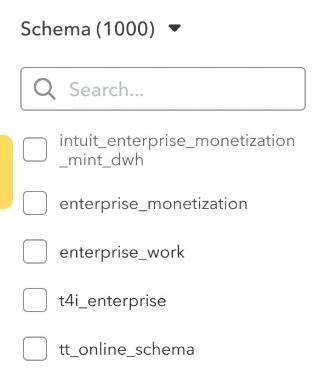 Schema (1000)
Search...
intuit_enterprise_monetization
_mint_dwh
enterprise_monetization
enterprise_work
t4i_enterprise
tt_online_schema